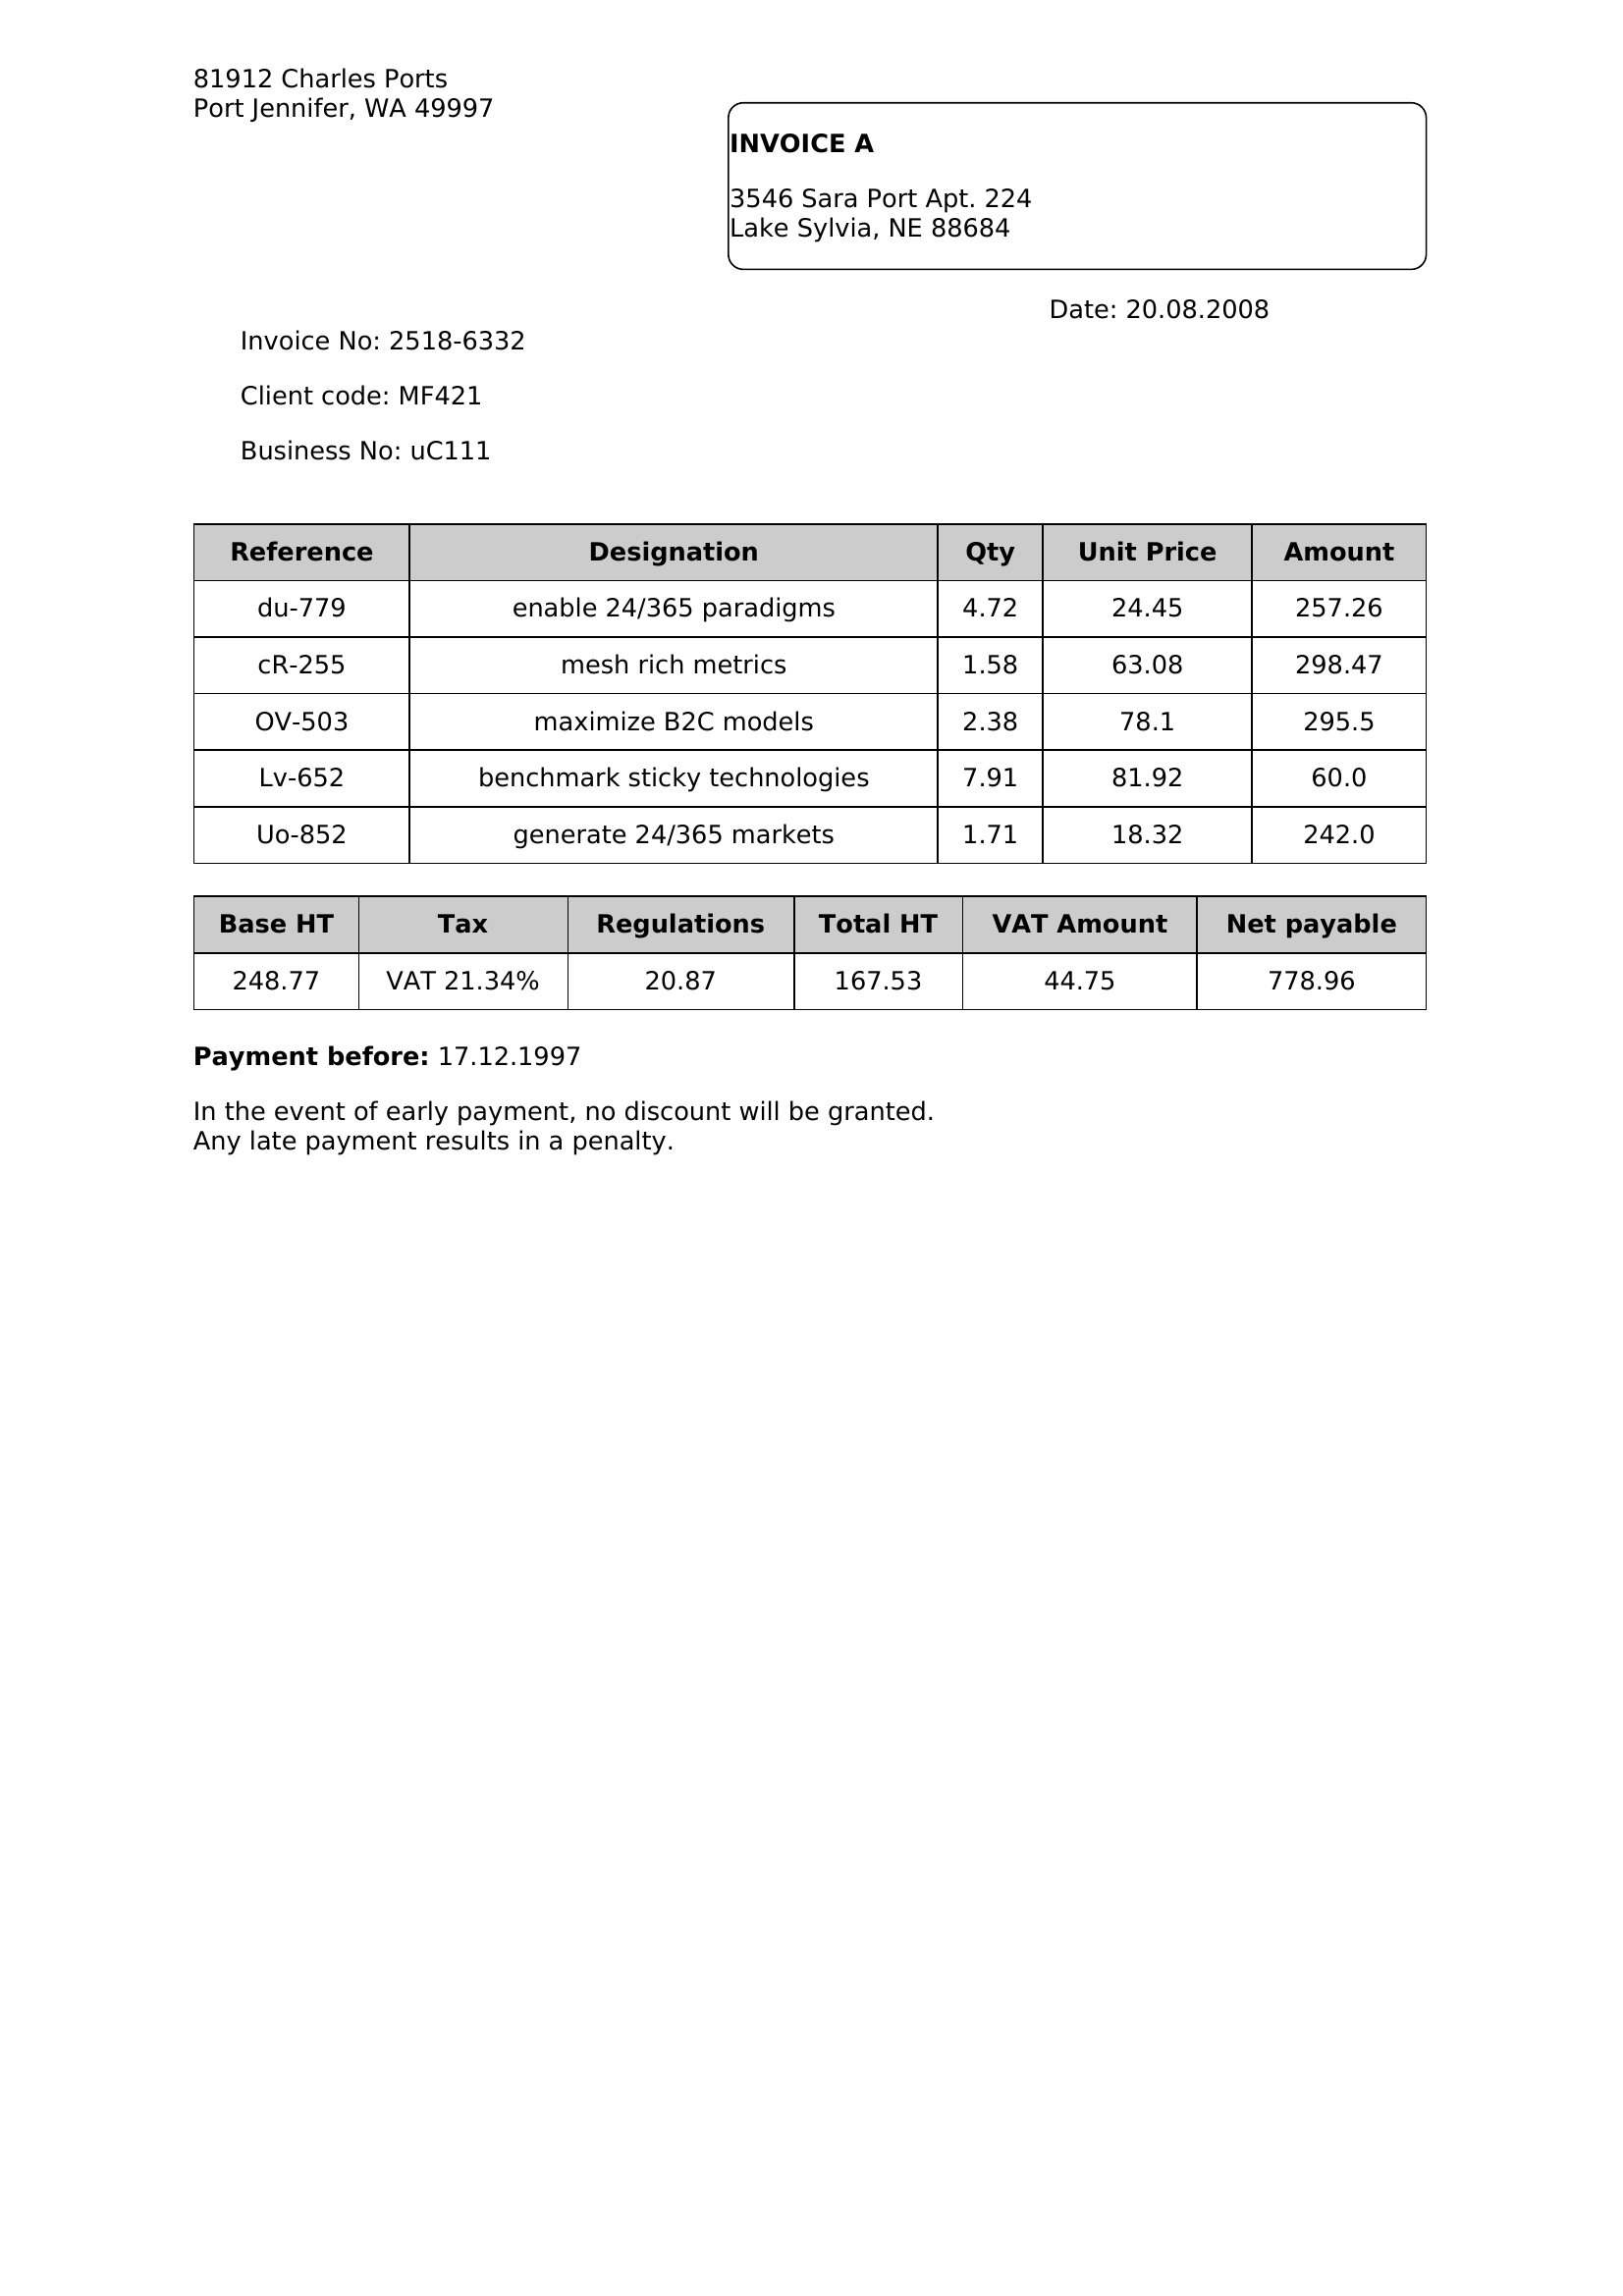 81912 Charles Ports
Port Jennifer, WA 49997
INVOICE A
3546 Sara Port Apt. 224
Lake Sylvia, NE 88684
Date: 20.08.2008
Invoice No: 2518-6332
Client code: MF421
Business No: uC111
Reference Designation Qty Unit Price Amount
du-779 enable 24/365 paradigms 4.72 24.45 257.26
cR-255 mesh rich metrics 1.58 63.08 298.47
OV-503 maximize B2C models 2.38 78.1 295.5
Lv-652 benchmark sticky technologies 7.91 81.92 60.0
Uo-852 generate 24/365 markets 1.71 18.32 242.0
Base HT Tax Regulations Total HT VAT Amount Net payable
248.77 VAT 21.34% 20.87 167.53 44.75 778.96
Payment before: 17.12.1997
In the event of early payment, no discount will be granted.
Any late payment results in a penalty.